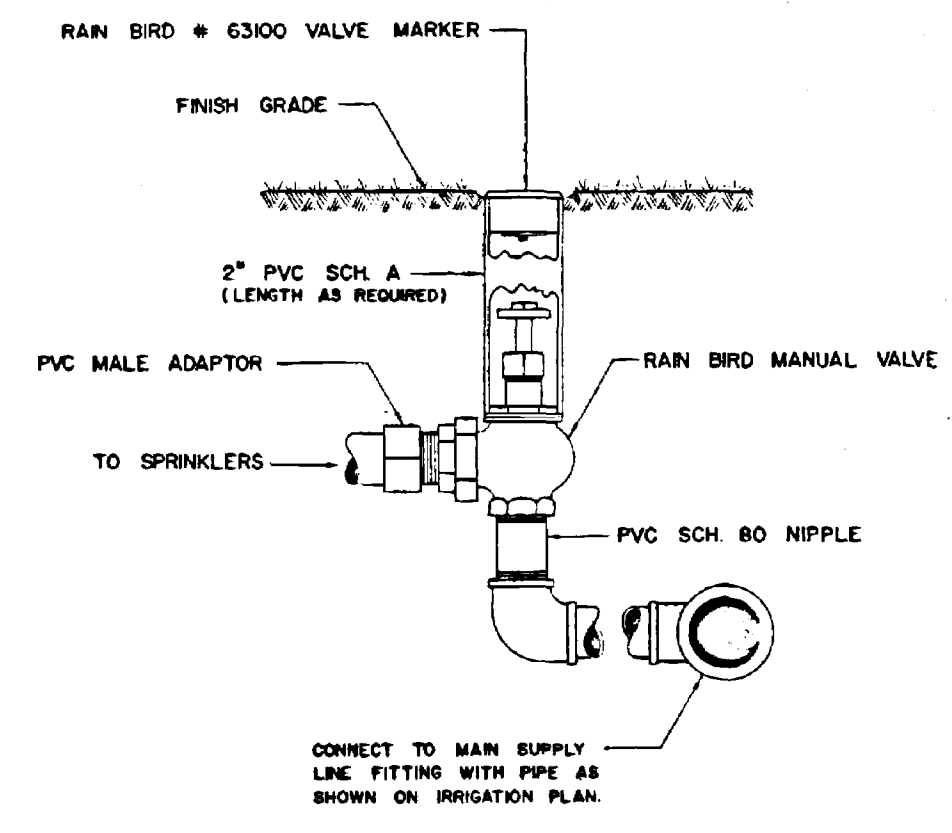 RAIN BIRD # 63100 VALVE MARKER
FINISH GRADE
2" PVC SCH. A
(LENGTH AS REQUIRED)
PVC MALE ADAPTOR
RAIN BIRD MANUAL VALVE
TO SPRINKLERS
PVC SCH. 80 NIPPLE
CONNECT TO MAIN SUPPLY
LINE FITTING WITH PIPE AS
SHOWN ON IRRIGATION PLAN.